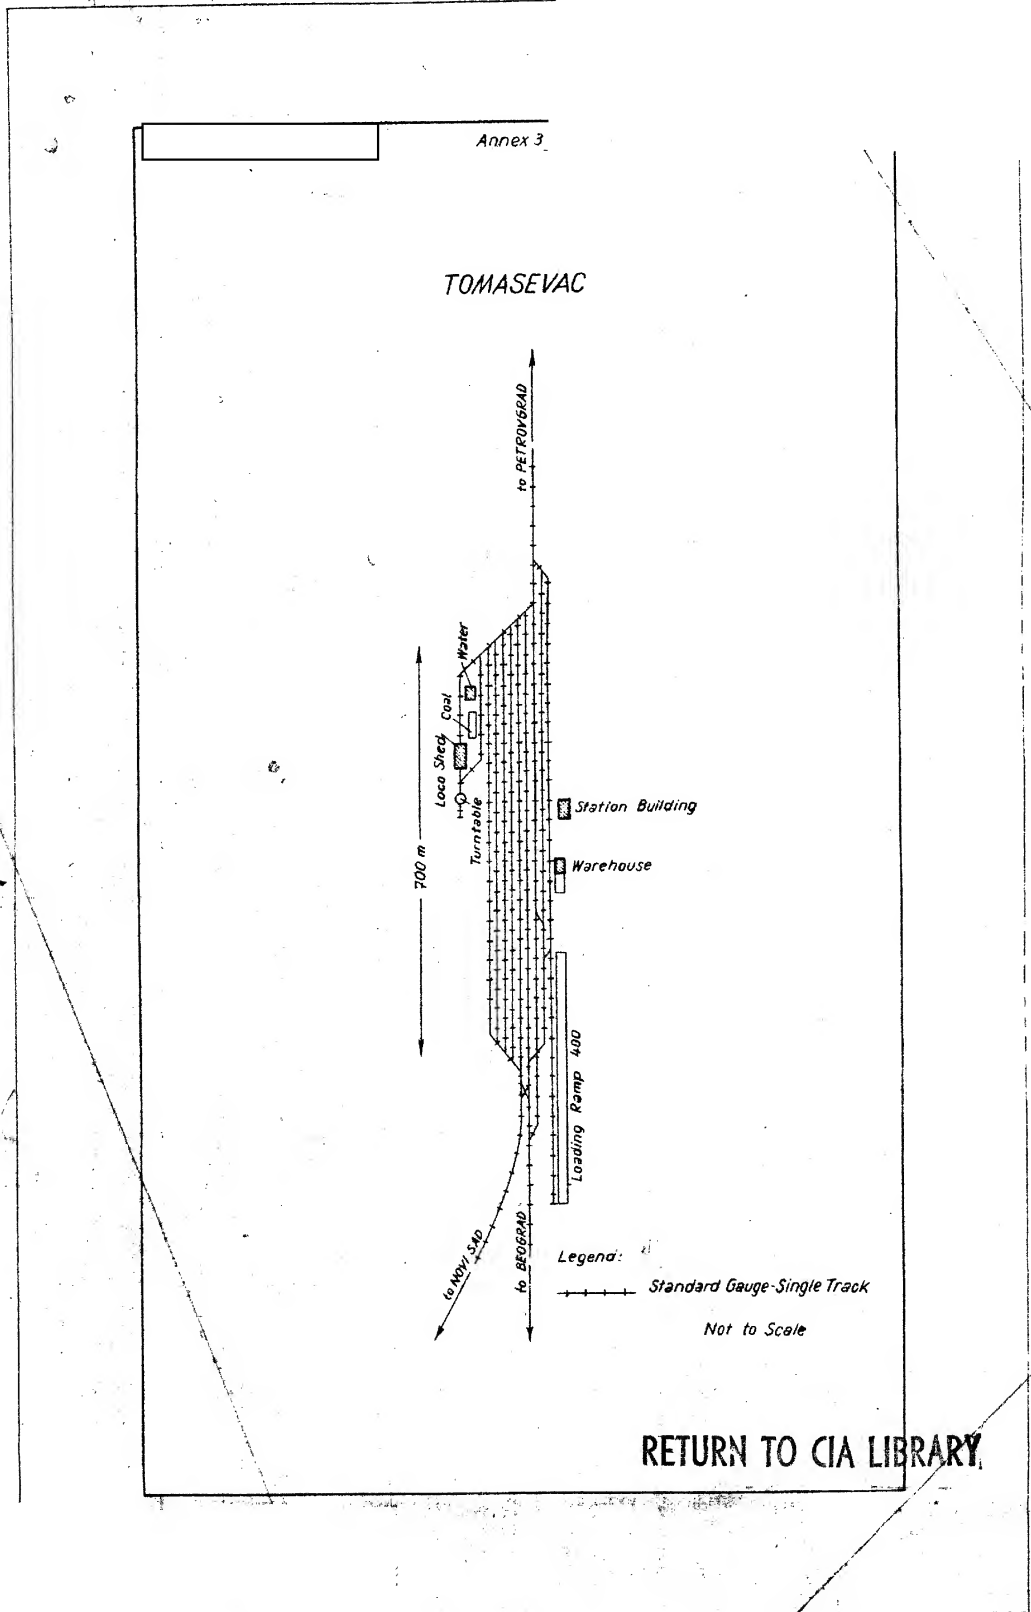 Annex 3
TOMASEVAC
to PETROVGRAD
Water
Coal
Loco Shed
Turntable
700 m
Station Building
Warehouse
Loading Ramp 400
to NOVI SAD
to BEOGRAD
Legend:
Standard Gauge-Single Track
Not to Scale
RETURN TO CIA LIBRARY